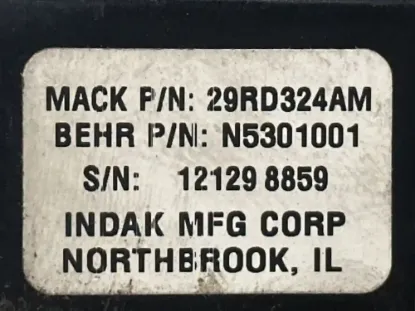 MACK P/N: 29RD324AM
BEHR P/N: N5301001
S/N: 12129 8859
INDAK MFG CORP
NORTHBROOK, IL